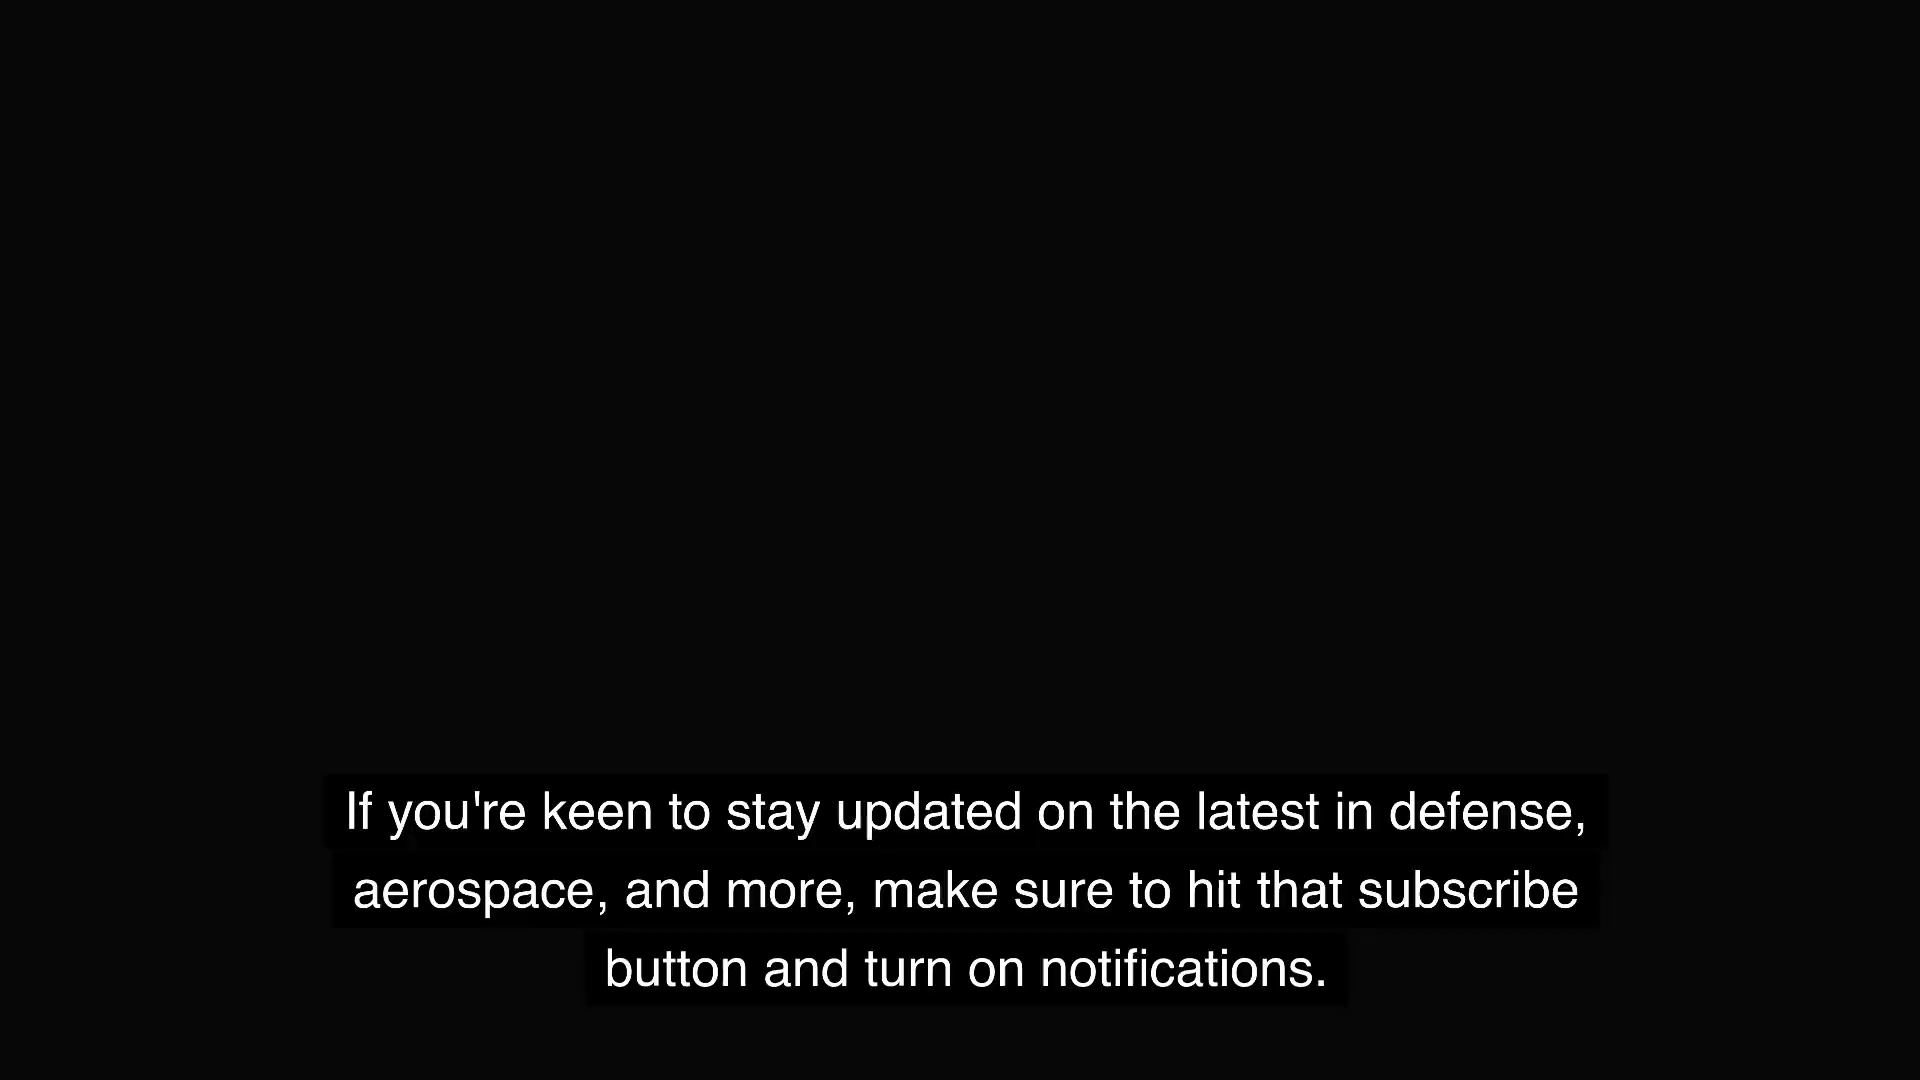 If you're keen to stay updated on the latest in defense,
aerospace, and more, make sure to hit that subscribe
button and turn on notifications.